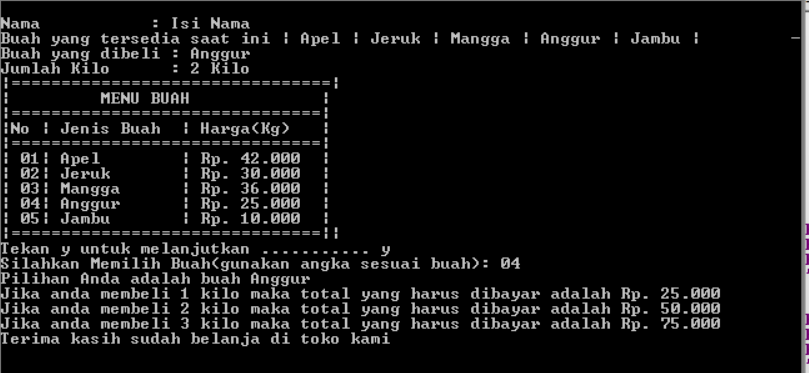 Nama           : Isi Nama
Buah yang tersedia saat ini | Apel | Jeruk | Mangga | Anggur | Jambu |
Buah yang dibeli : Anggur
Jumlah Kilo      : 2 Kilo
|================================|
|         MENU BUAH             |
|===============================|
|No | Jenis Buah  | Harga(Kg)   |
|===============================|
| 01| Apel        | Rp. 42.000  |
| 02| Jeruk       | Rp. 30.000  |
| 03| Mangga      | Rp. 36.000  |
| 04| Anggur      | Rp. 25.000  |
| 05| Jambu       | Rp. 10.000  |
|===============================||
Tekan y untuk melanjutkan ........... y
Silahkan Memilih Buah(gunakan angka sesuai buah): 04
Pilihan Anda adalah buah Anggur
Jika anda membeli 1 kilo maka total yang harus dibayar adalah Rp. 25.000
Jika anda membeli 2 kilo maka total yang harus dibayar adalah Rp. 50.000
Jika anda membeli 3 kilo maka total yang harus dibayar adalah Rp. 75.000
Terima kasih sudah belanja di toko kami